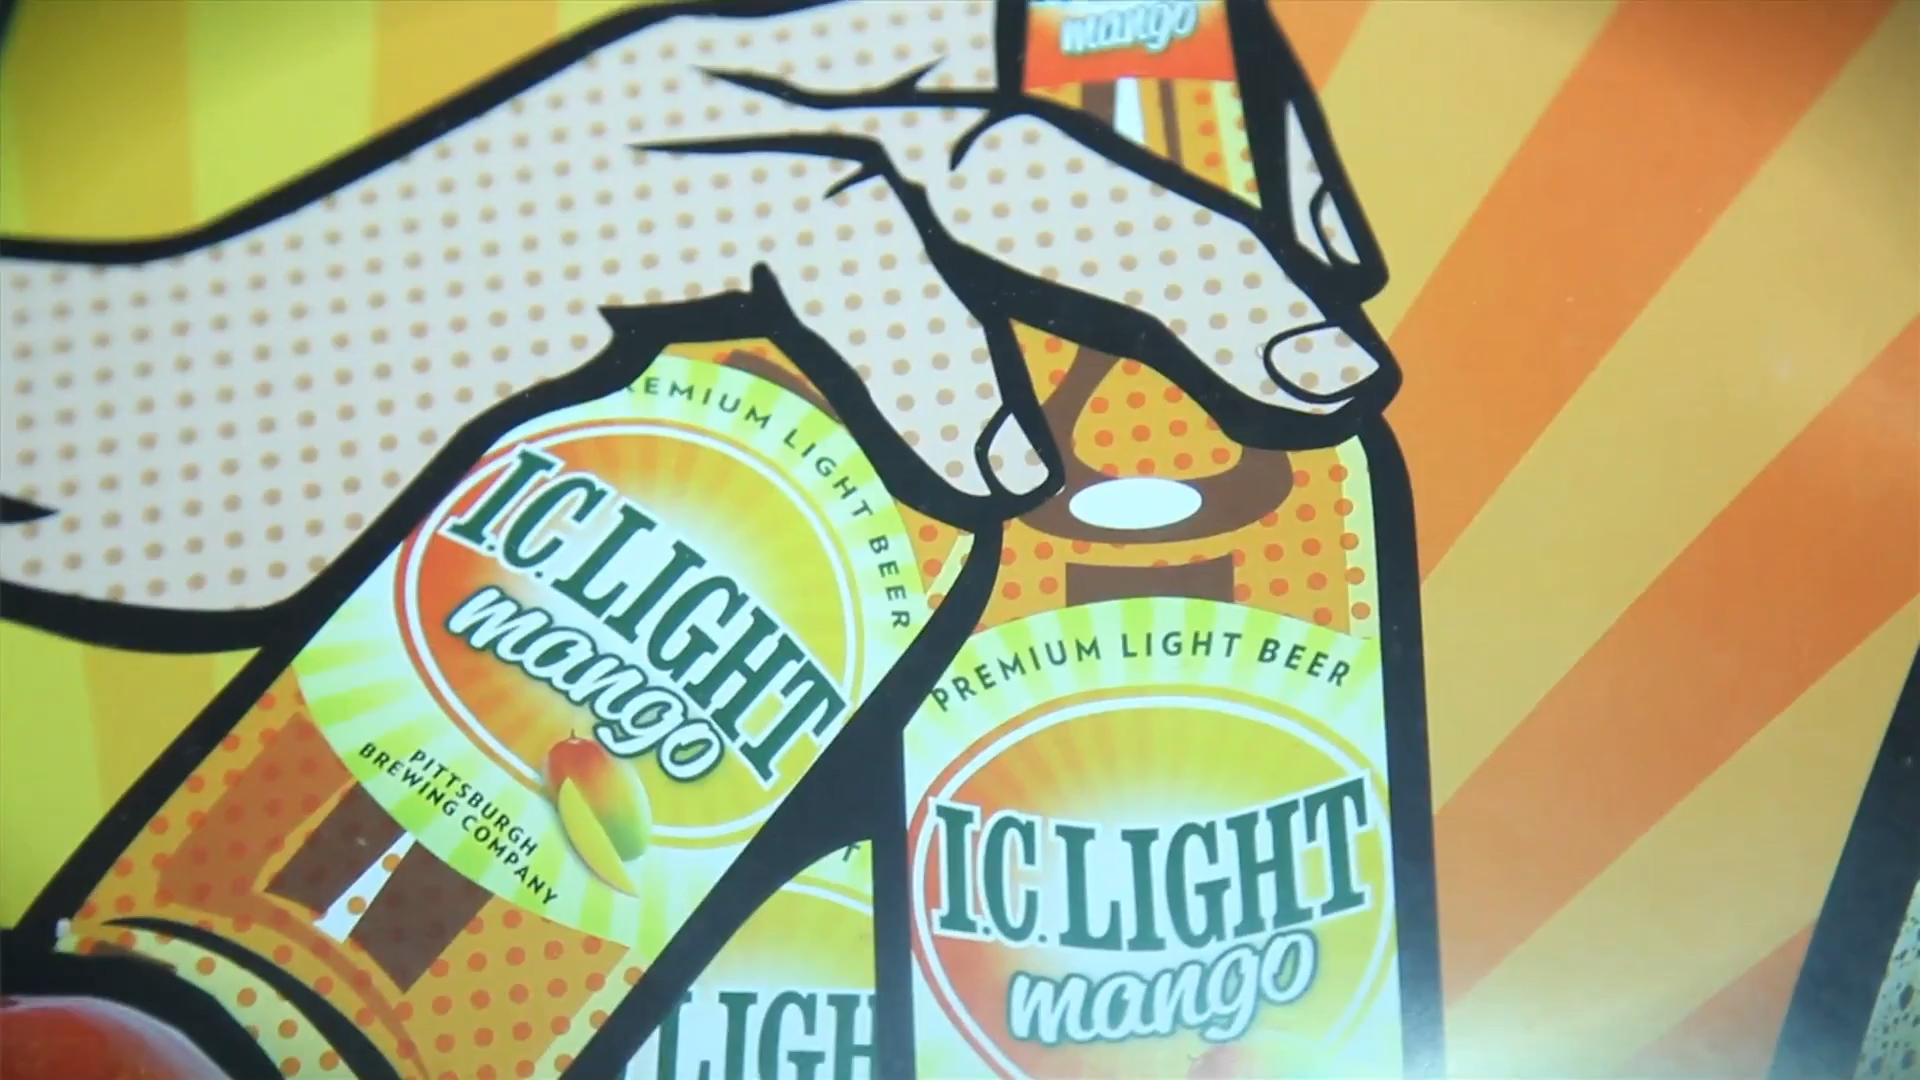 mango
PREMIUM LIGHT BEER
I.C. LIGHT
mango
PITTSBURGH
BREWING COMPANY
PREMIUM LIGHT BEER
I.C. LIGHT
mango